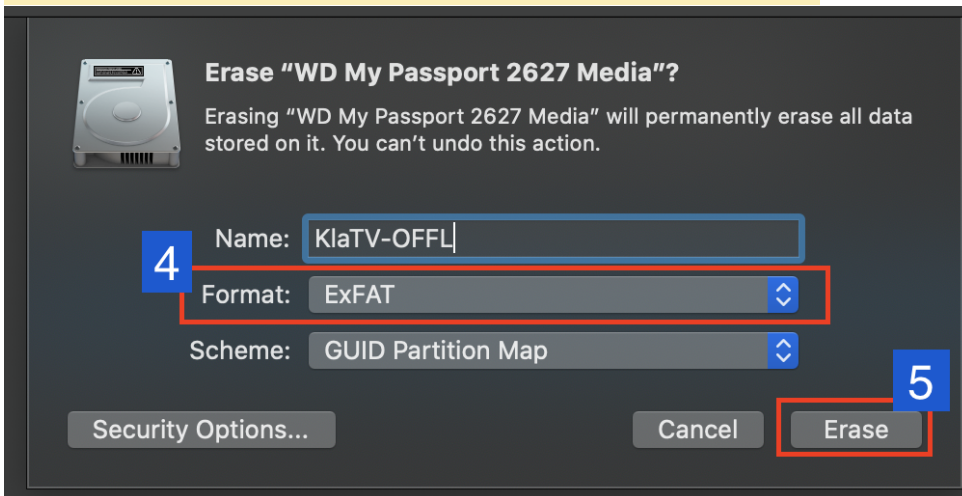 Erase “WD My Passport 2627 Media”?
Erasing “WD My Passport 2627 Media” will permanently erase all data
stored on it. You can’t undo this action.
Name: KlaTV-OFFL
4
Format: ExFAT
Scheme: GUID Partition Map
5
Security Options... Cancel Erase